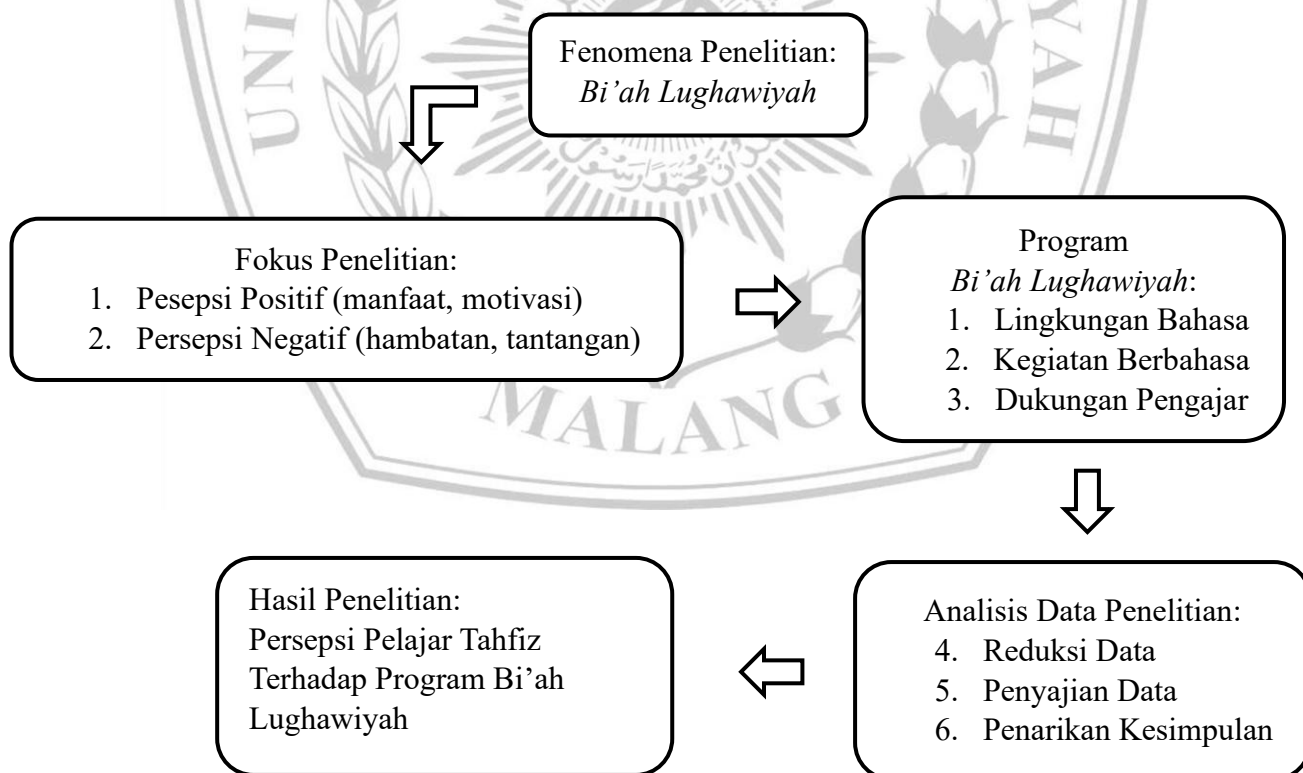 UNI
YAH
Fenomena Penelitian:
Bi’ah Lughawiyah
Fokus Penelitian:
1. Pesepsi Positif (manfaat, motivasi)
2. Persepsi Negatif (hambatan, tantangan)
Program
Bi’ah Lughawiyah:
1. Lingkungan Bahasa
2. Kegiatan Berbahasa
3. Dukungan Pengajar
MALANG
Hasil Penelitian:
Persepsi Pelajar Tahfiz
Terhadap Program Bi’ah
Lughawiyah
Analisis Data Penelitian:
4. Reduksi Data
5. Penyajian Data
6. Penarikan Kesimpulan